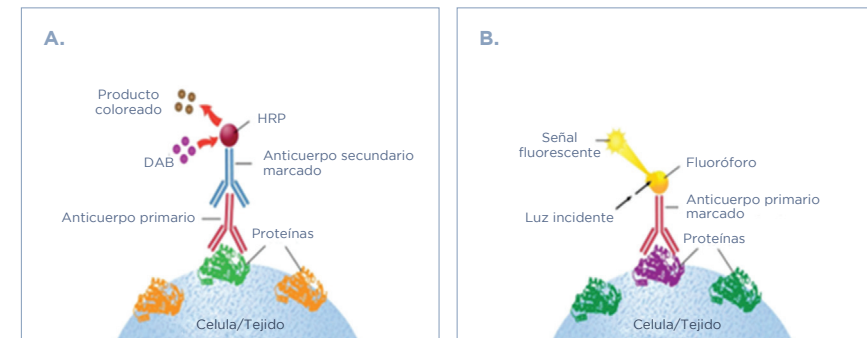 A.
Producto
coloreado
HRP
DAB
Anticuerpo secundario
marcado
Anticuerpo primario
Proteínas
Celula/Tejido
B.
Señal
fluorescente
Fluoróforo
Anticuerpo primario
marcado
Luz incidente
Proteínas
Celula/Tejido